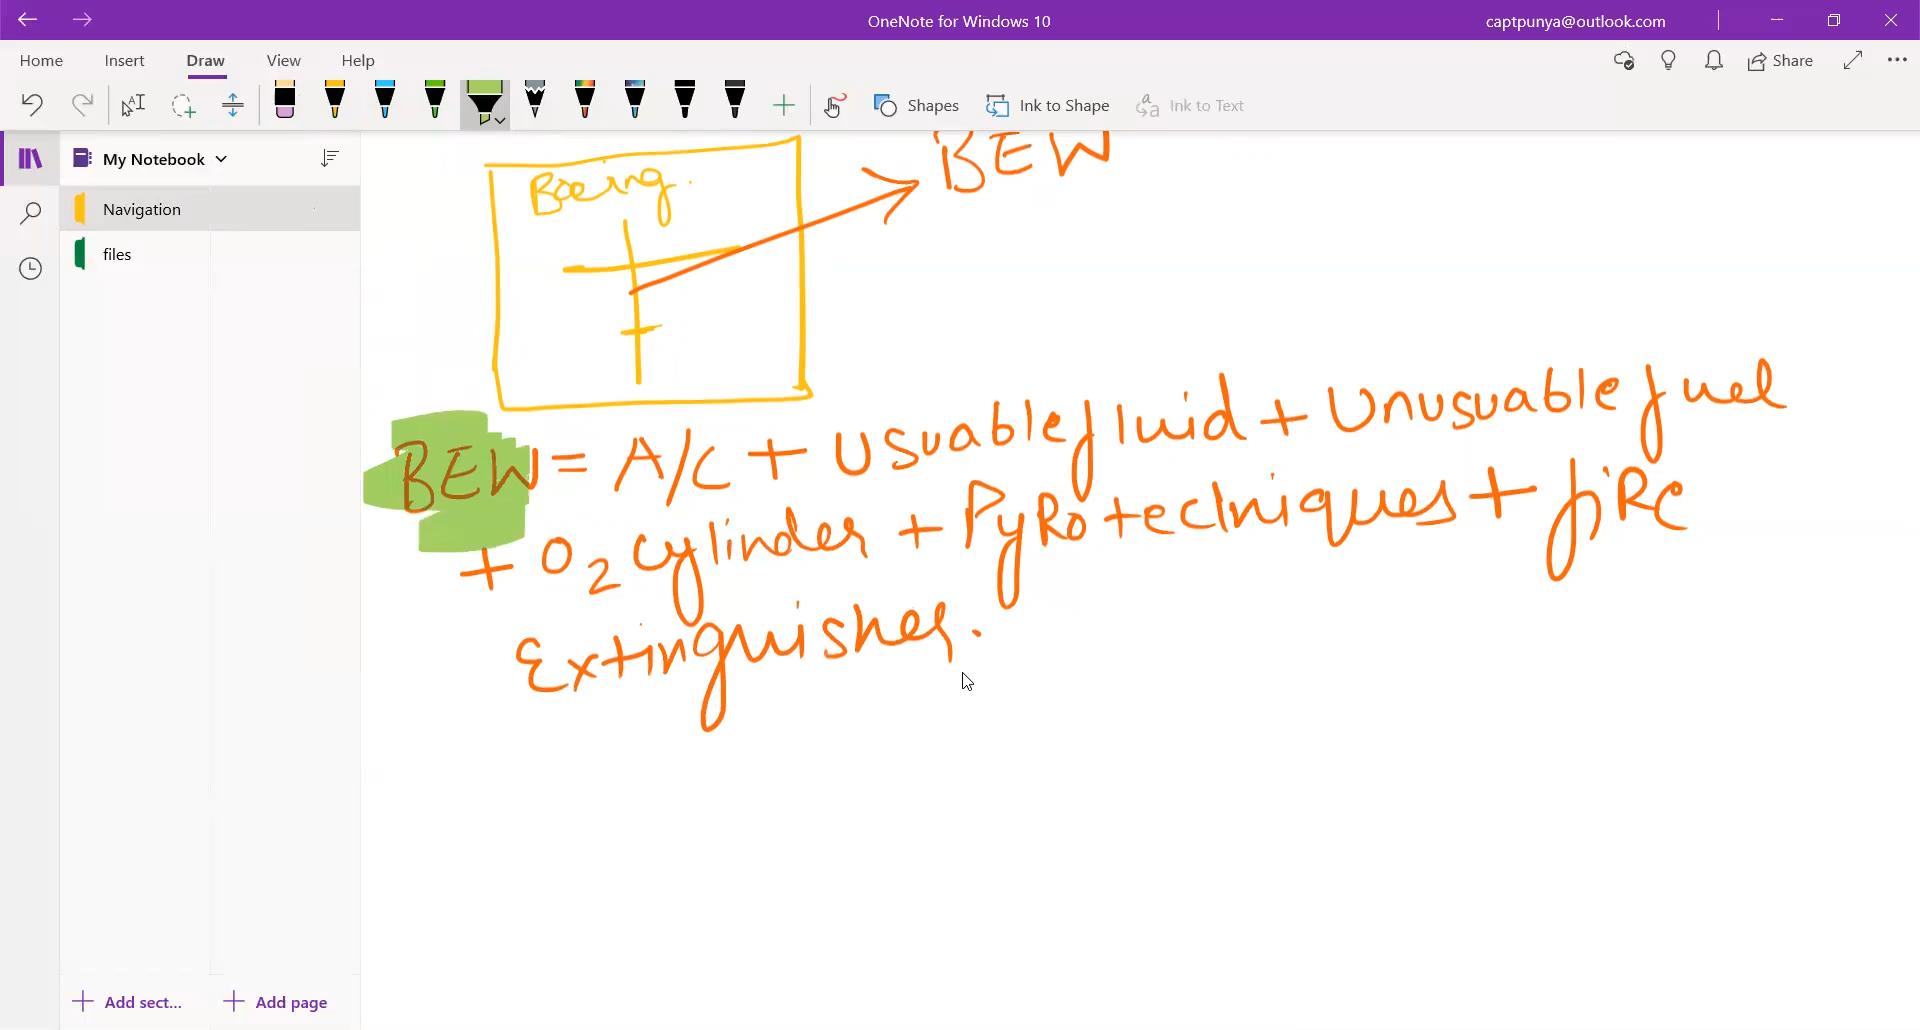 OneNote for Windows 10
captpunya@outlook.com
Home Insert Draw View Help
Share
Shapes
Ink to Shape
Ink to Text
My Notebook
Navigation
files
Boeing.
BEW
BEW = A/C + Usuablefluid + Unusuable fuel
+ O2 cylinder + PyRotechniques + fiRe
Extinguisher.
Add sect...
Add page